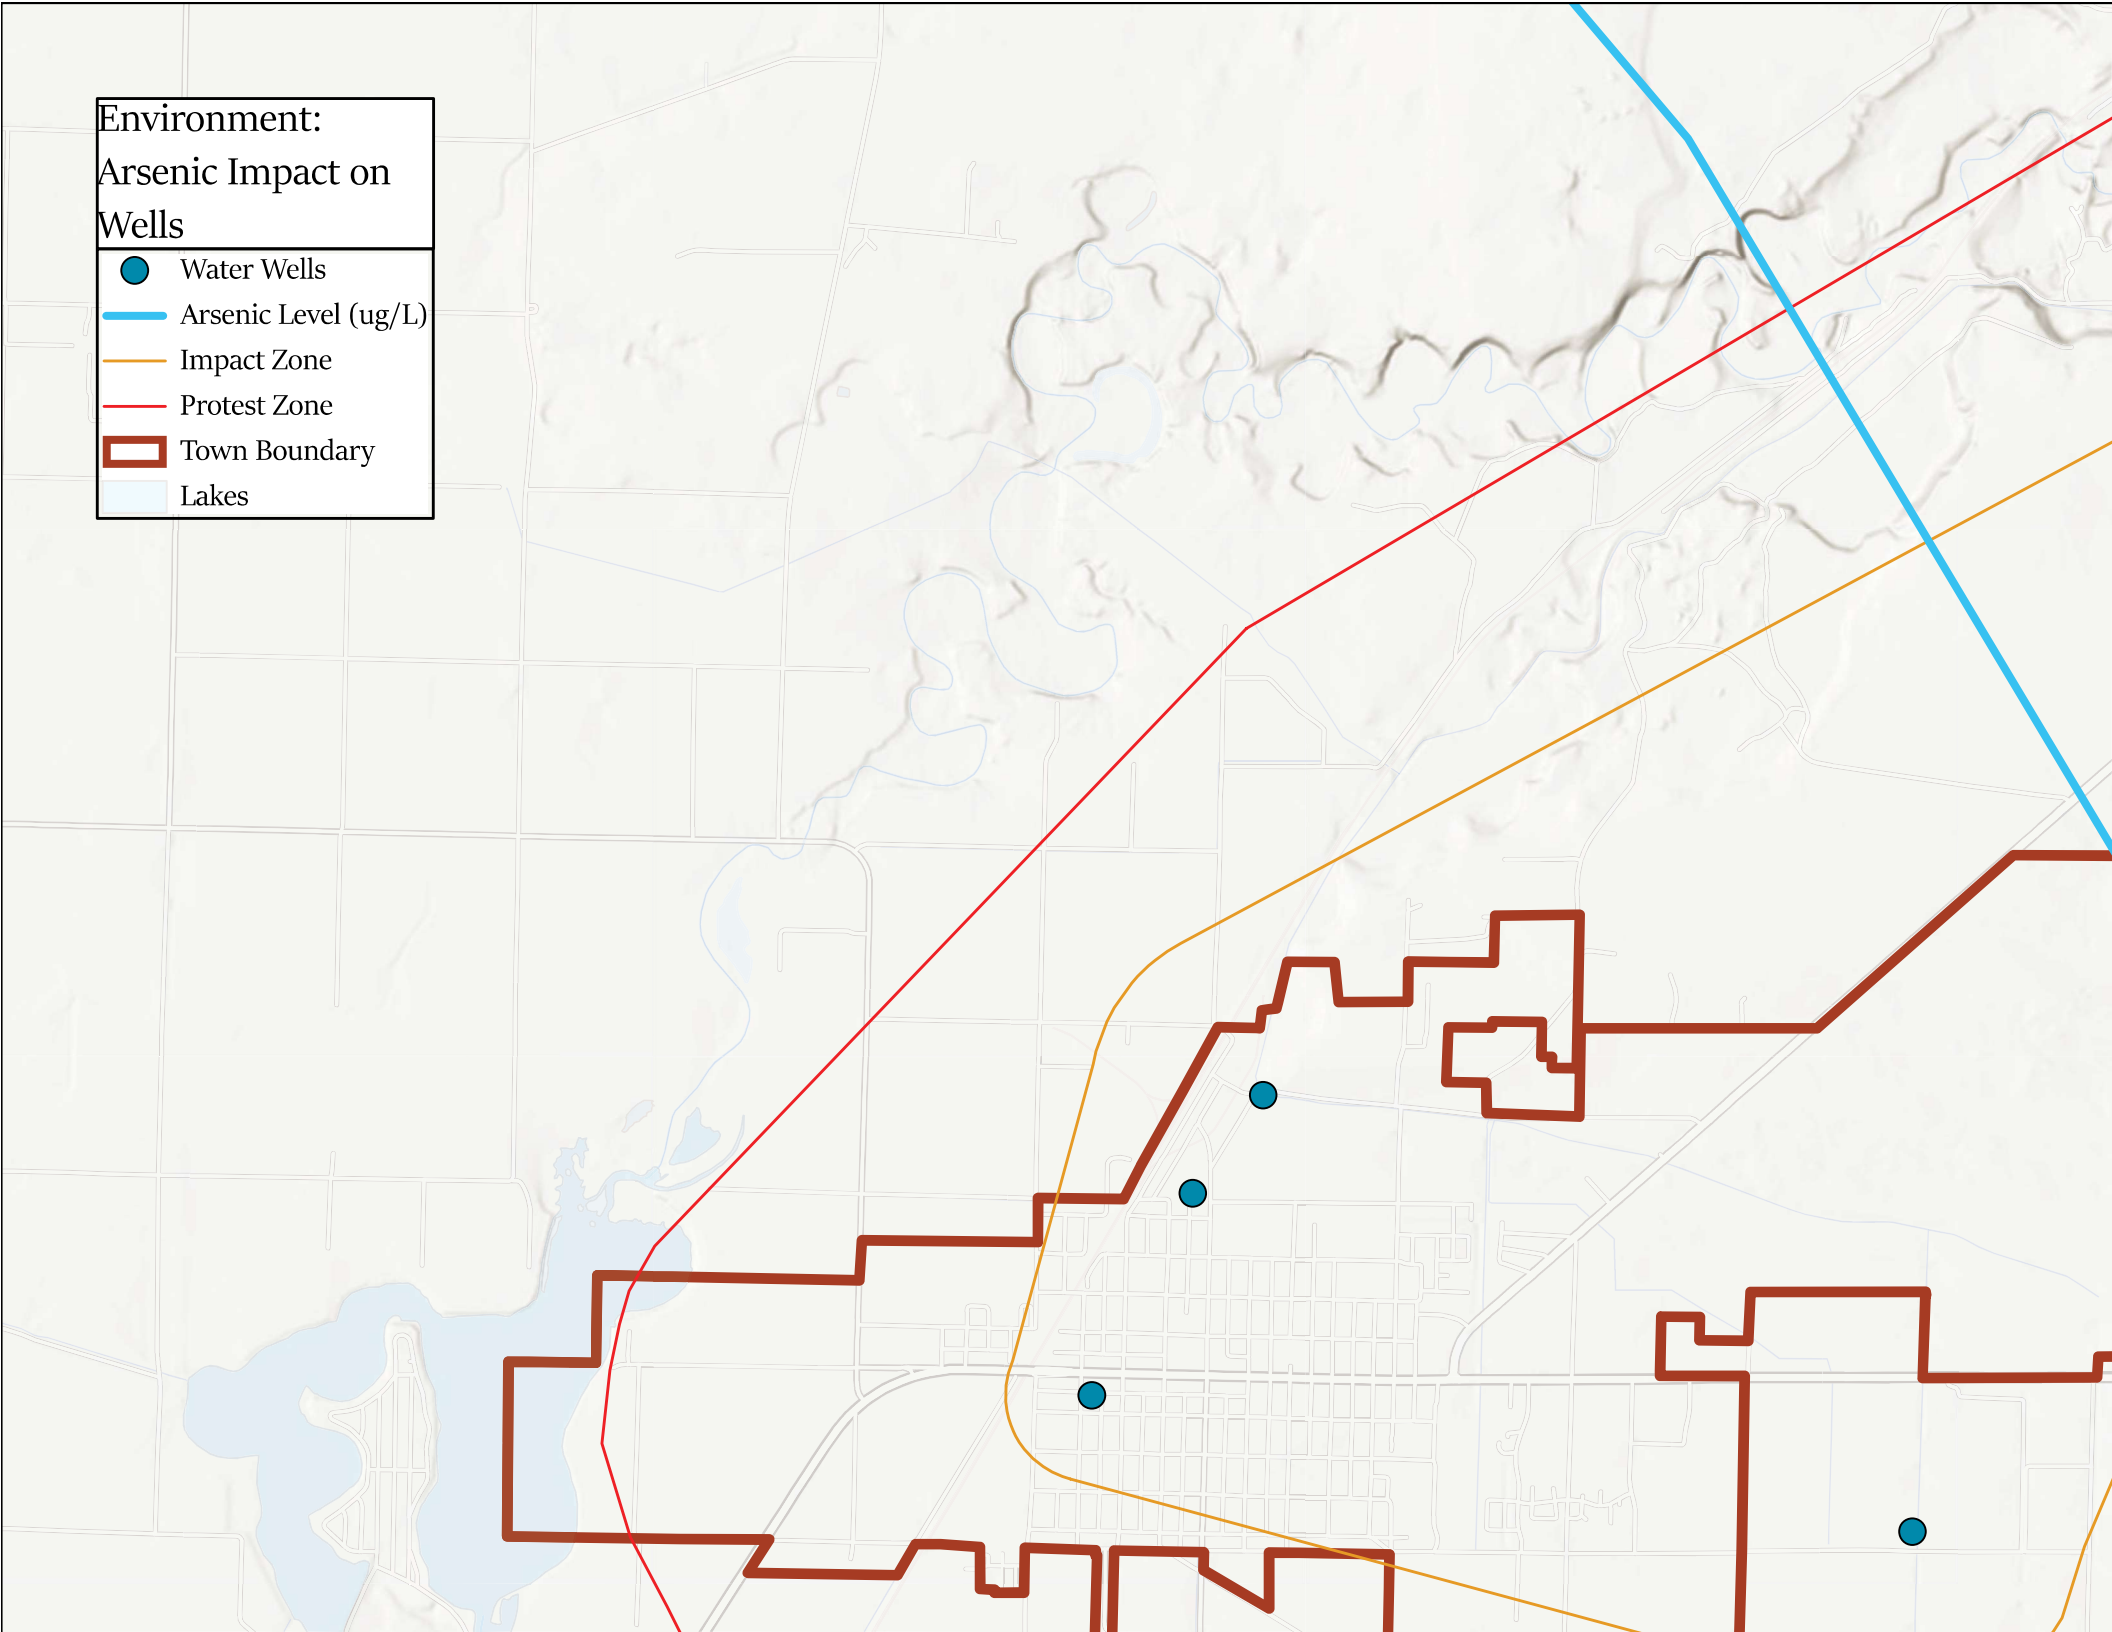 Environment:
Arsenic Impact on
Wells
Water Wells
Arsenic Level (ug/L)
Impact Zone
Protest Zone
Town Boundary
Lakes